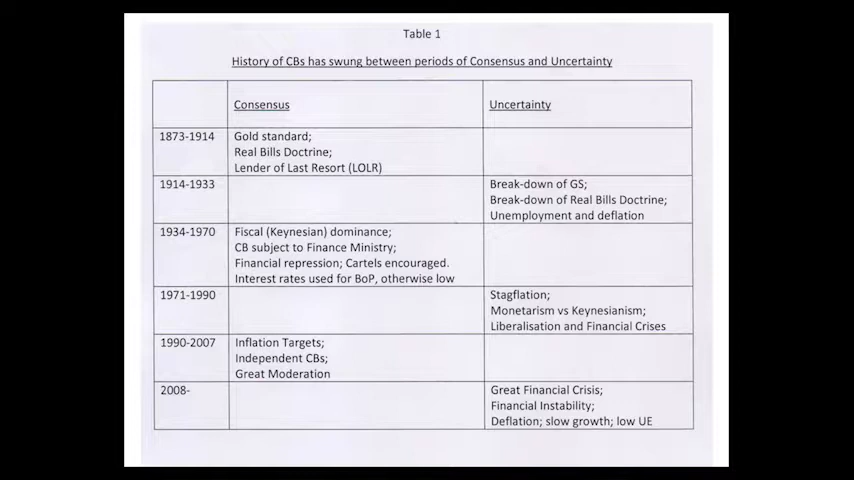 Table 1
History of CBs has swung between periods of Consensus and Uncertainty
Consensus
Uncertainty
1873-1914
Gold standard;
Real Bills Doctrine;
Lender of Last Resort (LOLR)
1914-1933
Break-down of GS;
Break-down of Real Bills Doctrine;
Unemployment and deflation
1934-1970
Fiscal (Keynesian) dominance;
CB subject to Finance Ministry;
Financial repression; Cartels encouraged.
Interest rates used for BoP, otherwise low
1971-1990
Stagflation;
Monetarism vs Keynesianism;
Liberalisation and Financial Crises
1990-2007
Inflation Targets;
Independent CBs;
Great Moderation
2008-
Great Financial Crisis;
Financial Instability;
Deflation; slow growth; low UE